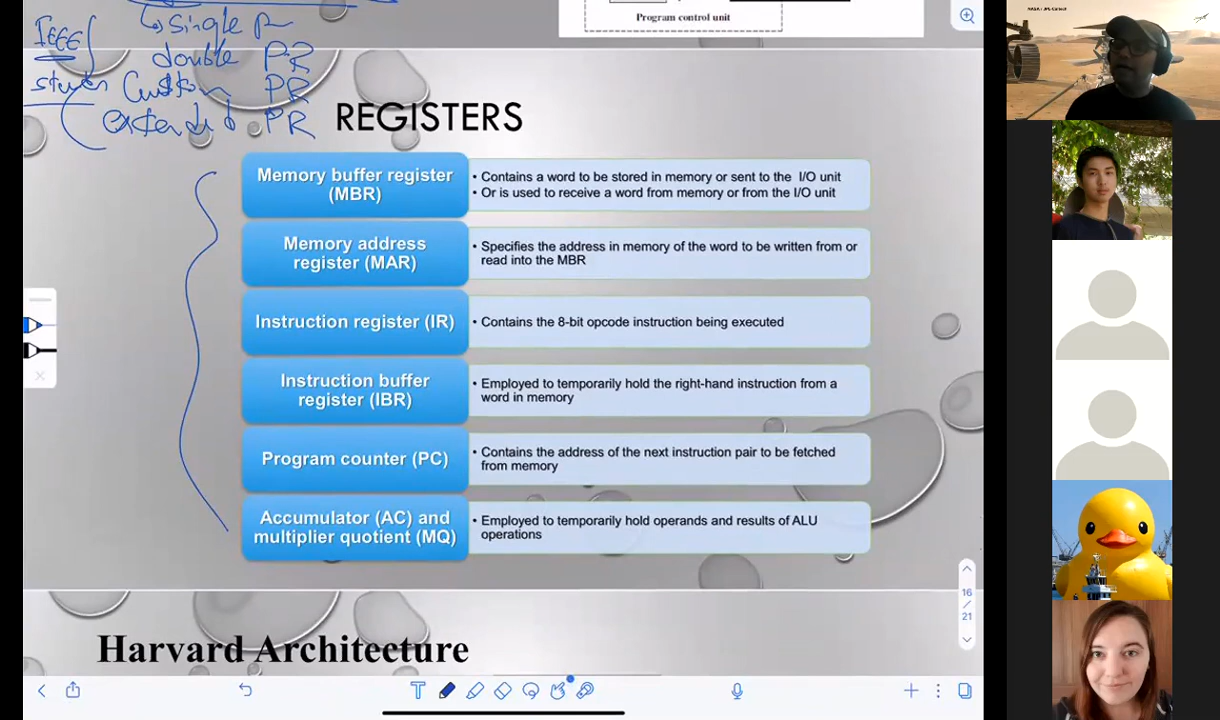 NASA / JPL-Caltech
Program control unit
IEEE
single
double PR
Custom PR
PR
REGISTERS
Memory buffer register
(MBR)
• Contains a word to be stored in memory or sent to the I/O unit
• Or is used to receive a word from memory or from the I/O unit
Memory address
register (MAR)
• Specifies the address in memory of the word to be written from or
read into the MBR
Instruction register (IR)
• Contains the 8-bit opcode instruction being executed
Instruction buffer
register (IBR)
• Employed to temporarily hold the right-hand instruction from a
word in memory
Program counter (PC)
• Contains the address of the next instruction pair to be fetched
from memory
Accumulator (AC) and
multiplier quotient (MQ)
• Employed to temporarily hold operands and results of ALU
operations
16
/
21
Harvard Architecture
T